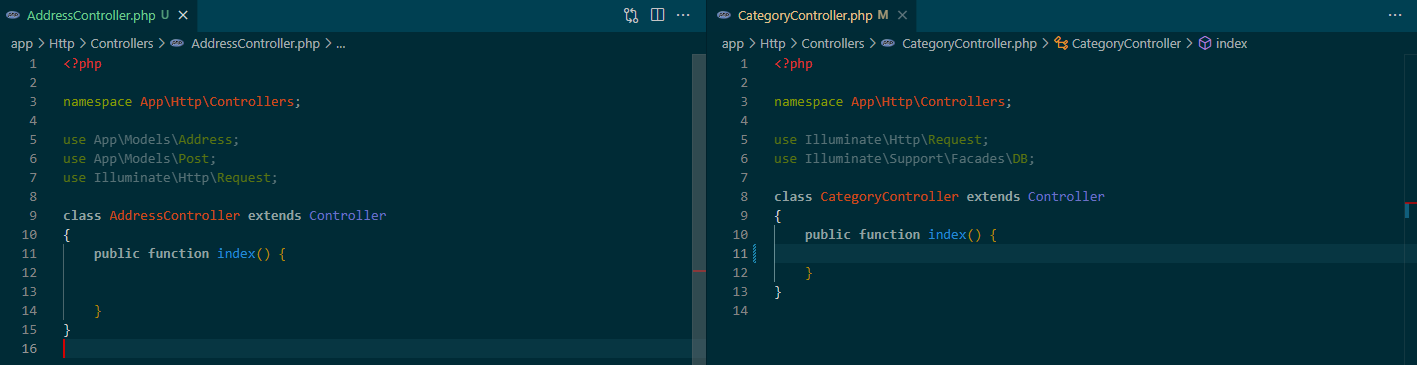 AddressController.php U
app > Http > Controllers > AddressController.php > ...
1 <?php
2
3 namespace App\Http\Controllers;
4
5 use App\Models\Address;
6 use App\Models\Post;
7 use Illuminate\Http\Request;
8
9 class AddressController extends Controller
10 {
11     public function index() {
12
13
14     }
15 }
16
CategoryController.php M
app > Http > Controllers > CategoryController.php > CategoryController > index
1 <?php
2
3 namespace App\Http\Controllers;
4
5 use Illuminate\Http\Request;
6 use Illuminate\Support\Facades\DB;
7
8 class CategoryController extends Controller
9 {
10     public function index() {
11
12     }
13 }
14